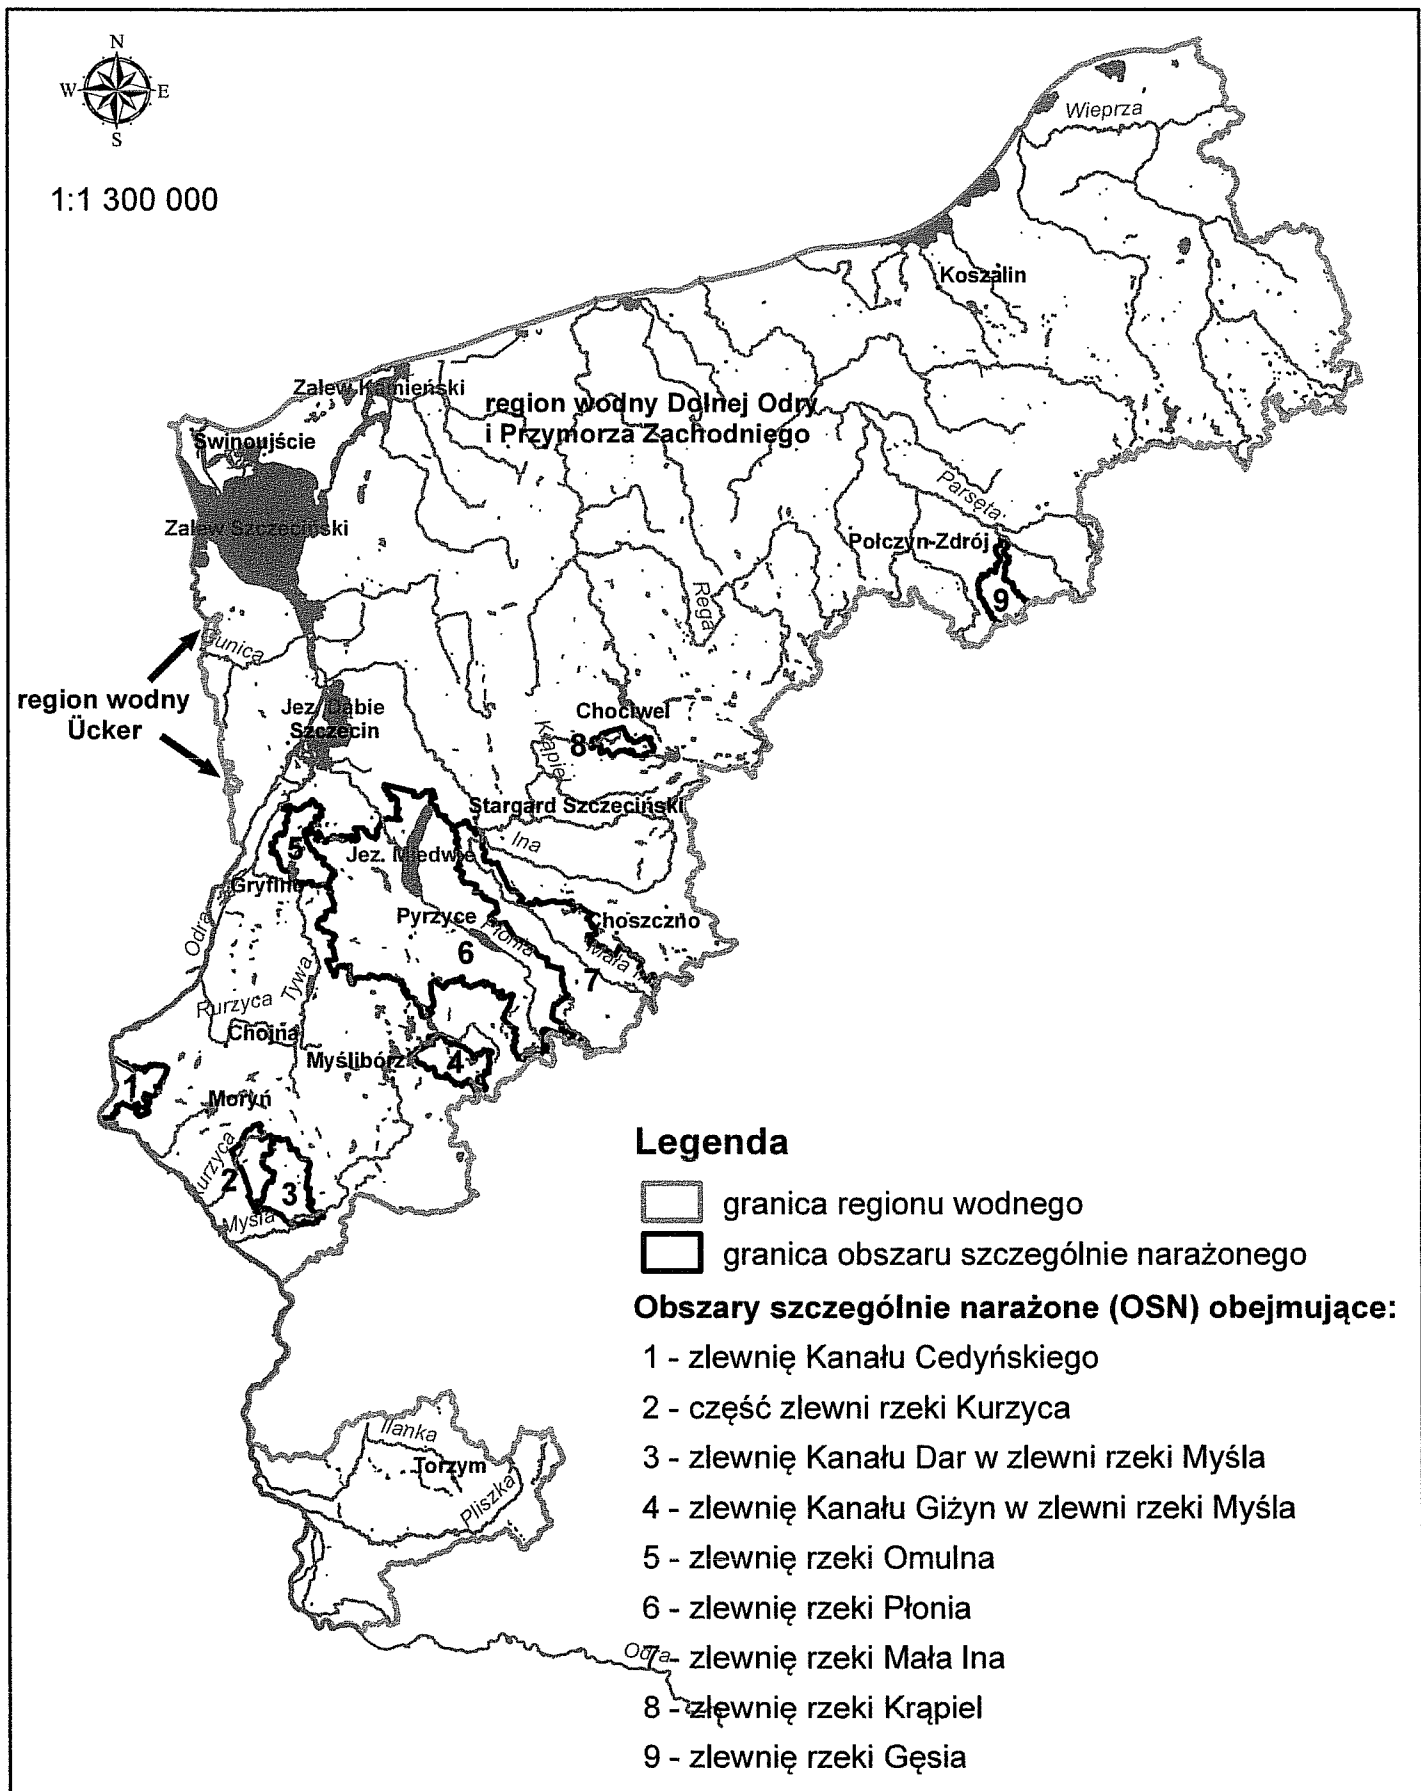 N
W E
S
1:1 300 000
Wieprza
Koszalin
Zalew Kamieński
region wodny Dolnej Odry
i Przymorza Zachodniego
Świnoujście
Zalew Szczeciński
Parsęta
Połczyn-Zdrój
9
Rega
Gunica
region wodny
Ücker
Jez. Dąbie
Szczecin
Chociwel
8
Krąpiel
Stargard Szczeciński
Ina
5
Jez. Miedwie
Gryfino
Pyrzyce
Płonia
Choszczno
Odra
6
Mała
7
Tywa
Rurzyca
Chojna
Myślibórz
4
1
Moryń
Kurzyca
2
3
Myśla
Legenda
granica regionu wodnego
granica obszaru szczególnie narażonego
Obszary szczególnie narażone (OSN) obejmujące:
1 - zlewnię Kanału Cedyńskiego
2 - część zlewni rzeki Kurzyca
3 - zlewnię Kanału Dar w zlewni rzeki Myśla
4 - zlewnię Kanału Giżyn w zlewni rzeki Myśla
5 - zlewnię rzeki Omulna
6 - zlewnię rzeki Płonia
7 - zlewnię rzeki Mała Ina
8 - zlewnię rzeki Krąpiel
9 - zlewnię rzeki Gęsia
Ilanka
Torzym
Pliszka
Odra